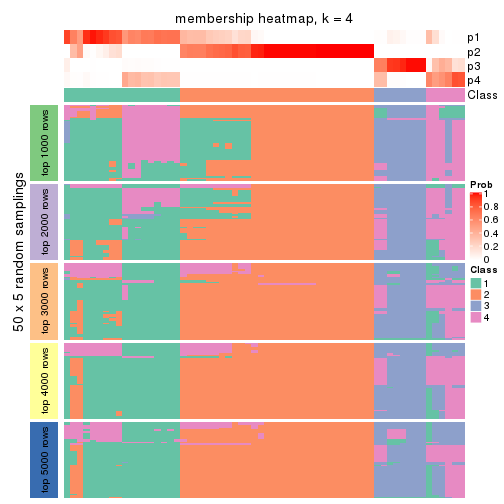 membership heatmap, k = 4
p1
p2
p3
p4
Class
50 x 5 random samplings
top 1000 rows
top 2000 rows
top 3000 rows
top 4000 rows
top 5000 rows
Prob
1
0.8
0.6
0.4
0.2
0
Class
1
2
3
4